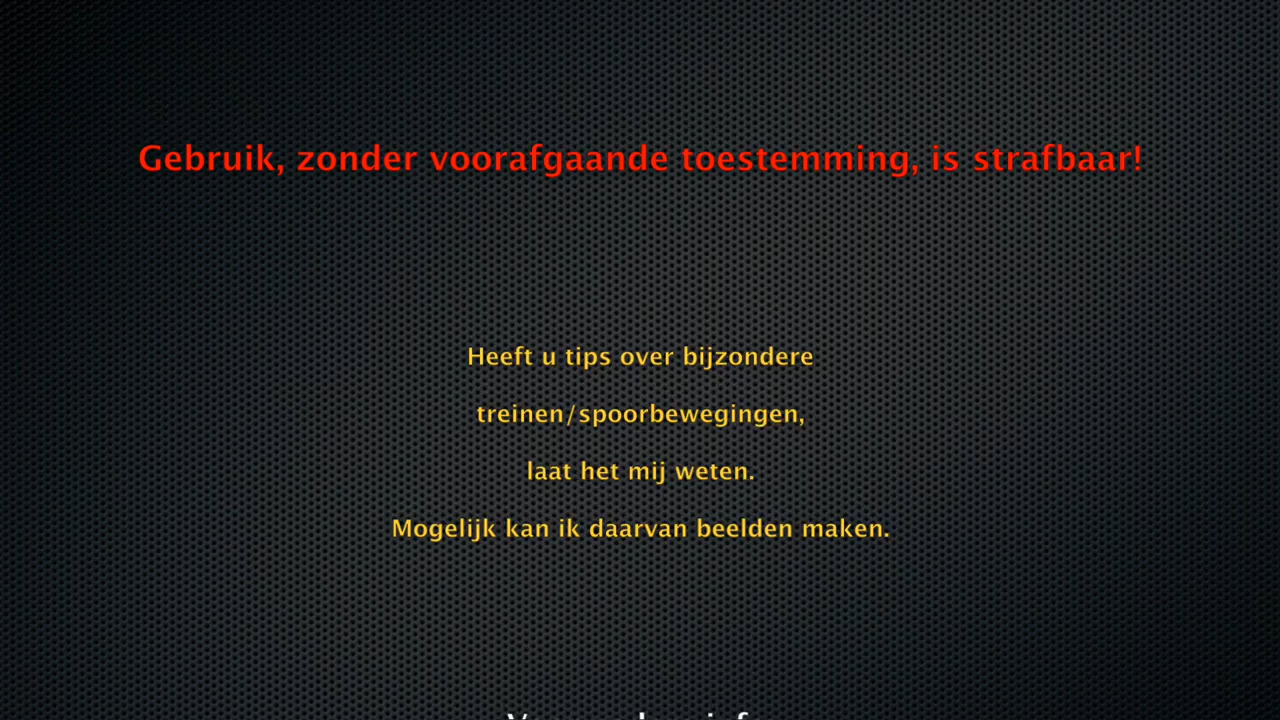 Gebruik, zonder voorafgaande toestemming, is strafbaar!
Heeft u tips over bijzondere
treinen/spoorbewegingen,
laat het mij weten.
Mogelijk kan ik daarvan beelden maken.